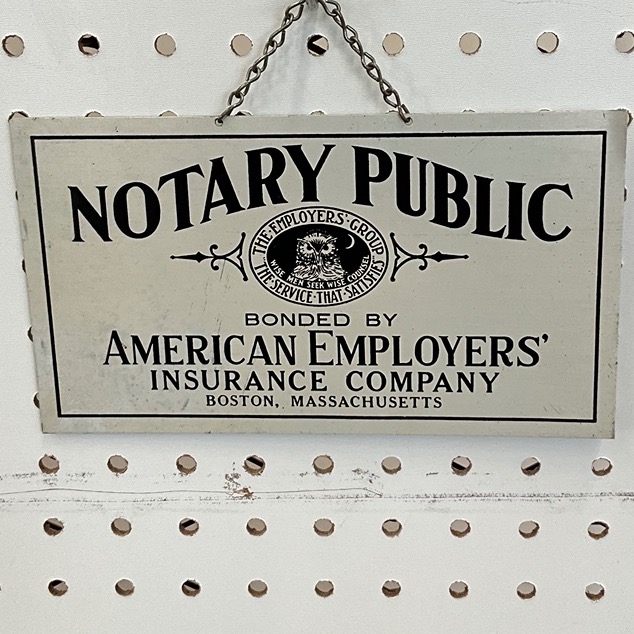 NOTARY PUBLIC
THE·EMPLOYERS'·GROUP
WISE MEN SEEK WISE COUNSEL
THE·SERVICE·THAT·SATISFIES
BONDED BY
AMERICAN EMPLOYERS'
INSURANCE COMPANY
BOSTON, MASSACHUSETTS